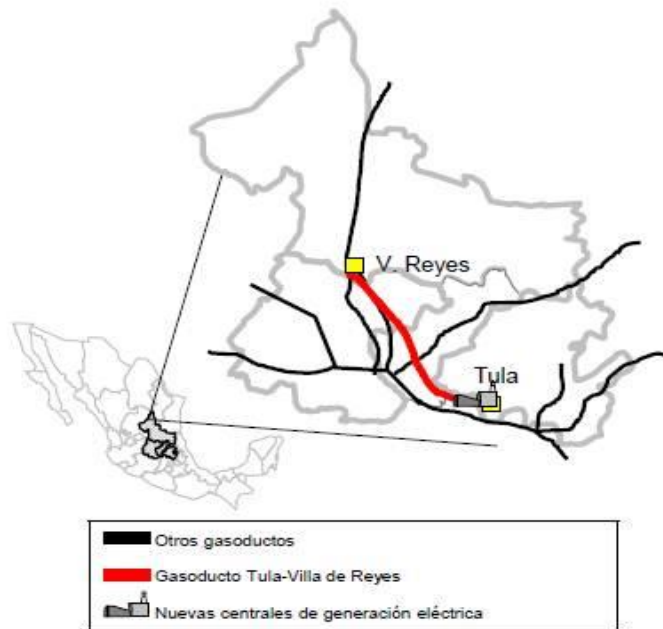 V. Reyes
Tula
Otros gasoductos
Gasoducto Tula-Villa de Reyes
Nuevas centrales de generación eléctrica